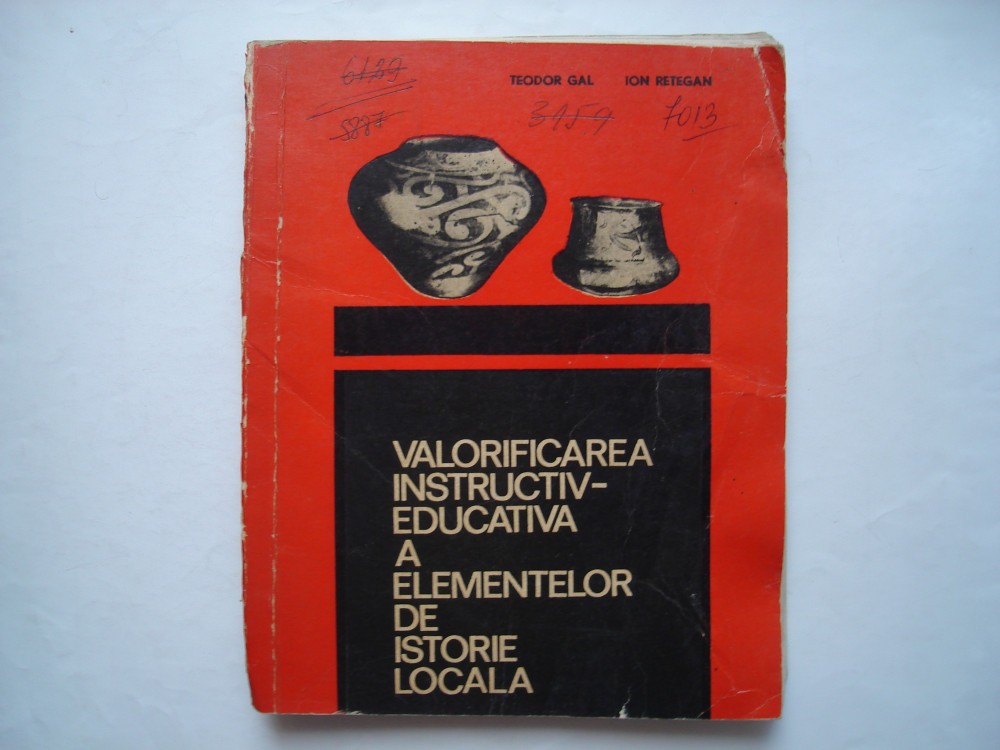 TEODOR GAL ION RETEGAN
3159 7013
VALORIFICAREA
INSTRUCTIV-
EDUCATIVA
A
ELEMENTELOR
DE
ISTORIE
LOCALA